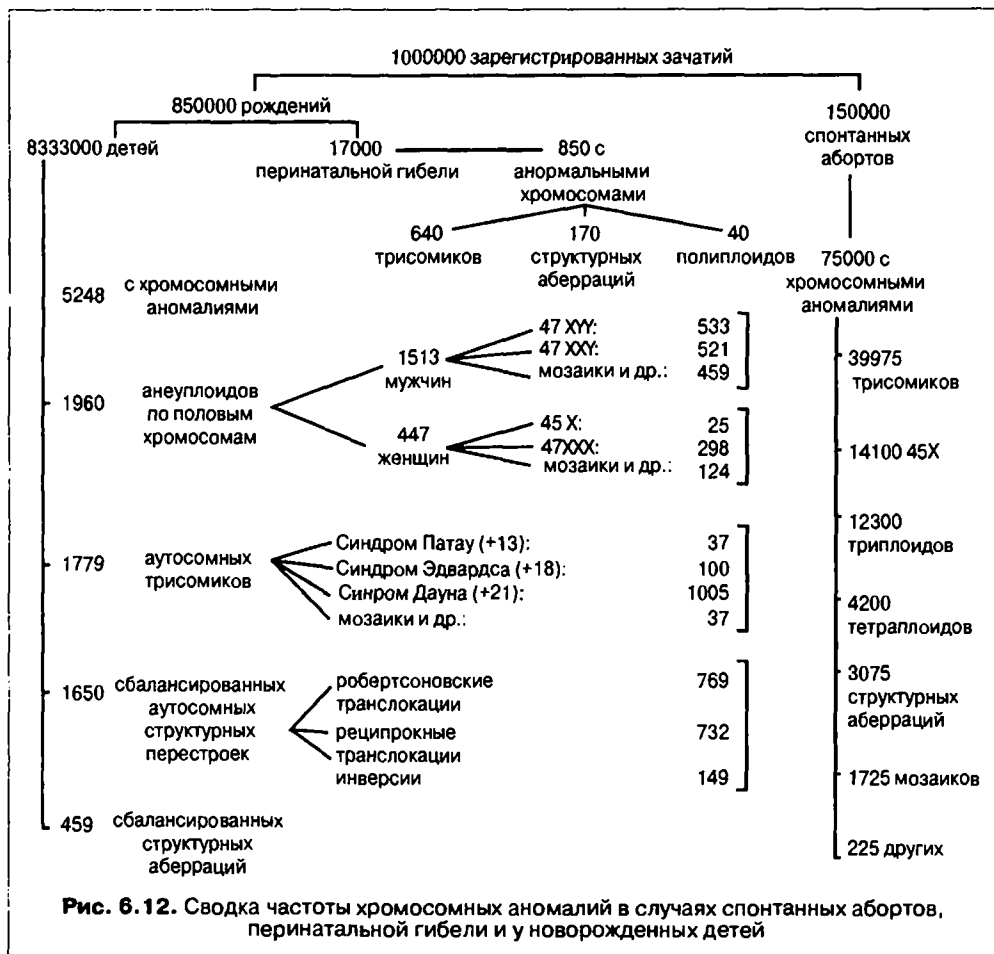 1000000 зарегистрированных зачатий
850000 рождений
150000
спонтанных
абортов
8333000 детей
17000
перинатальной гибели
850 с
анормальными
хромосомами
640
трисомиков
170
структурных
аберраций
40
полиплоидов
75000 с
хромосомными
аномалиями
5248
с хромосомными
аномалиями
1960
анеуплоидов
по половым
хромосомам
1513
мужчин
47 XYY: 533
47 XXY: 521
мозаики и др.: 459
447
женщин
45 X: 25
47XXX: 298
мозаики и др.: 124
1779
аутосомных
трисомиков
Синдром Патау (+13): 37
Синдром Эдвардса (+18): 100
Синром Дауна (+21): 1005
мозаики и др.: 37
1650
сбалансированных
аутосомных
структурных
перестроек
робертсоновские 769
транслокации
реципрокные 732
транслокации
инверсии 149
459
сбалансированных
структурных
аберраций
39975
трисомиков
14100 45X
12300
триплоидов
4200
тетраплоидов
3075
структурных
аберраций
1725 мозаиков
225 других
Рис. 6.12. Сводка частоты хромосомных аномалий в случаях спонтанных абортов,
перинатальной гибели и у новорожденных детей